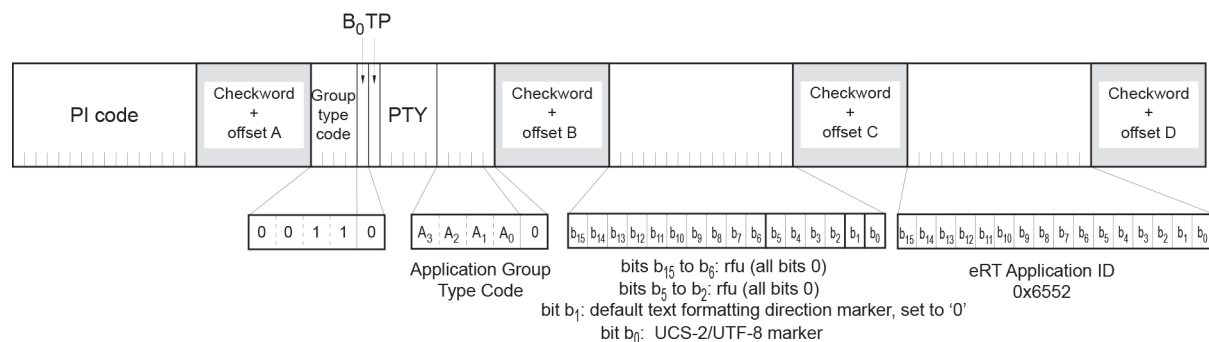 B₀TP
PI code
Checkword
+
offset A
Group
type
code
PTY
Checkword
+
offset B
Checkword
+
offset C
Checkword
+
offset D
0 0 1 1 0
A₃ A₂ A₁ A₀ 0
b₁₅ b₁₄ b₁₃ b₁₂ b₁₁ b₁₀ b₉ b₈ b₇ b₆ b₅ b₄ b₃ b₂ b₁ b₀
b₁₅ b₁₄ b₁₃ b₁₂ b₁₁ b₁₀ b₉ b₈ b₇ b₆ b₅ b₄ b₃ b₂ b₁ b₀
Application Group
Type Code
bits b₁₅ to b₆: rfu (all bits 0)
bits b₅ to b₂: rfu (all bits 0)
bit b₁: default text formatting direction marker, set to ‘0’
bit b₀: UCS-2/UTF-8 marker
eRT Application ID
0x6552